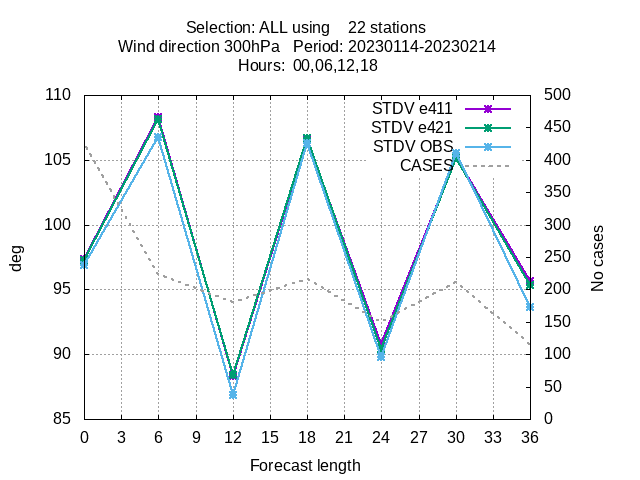 Selection: ALL using    22 stations
Wind direction 300hPa   Period: 20230114-20230214
Hours:  00,06,12,18
110
105
100
95
90
85
deg
500
450
400
350
300
250
200
150
100
50
0
No cases
STDV e411
STDV e421
STDV OBS
CASES
0 3 6 9 12 15 18 21 24 27 30 33 36
Forecast length